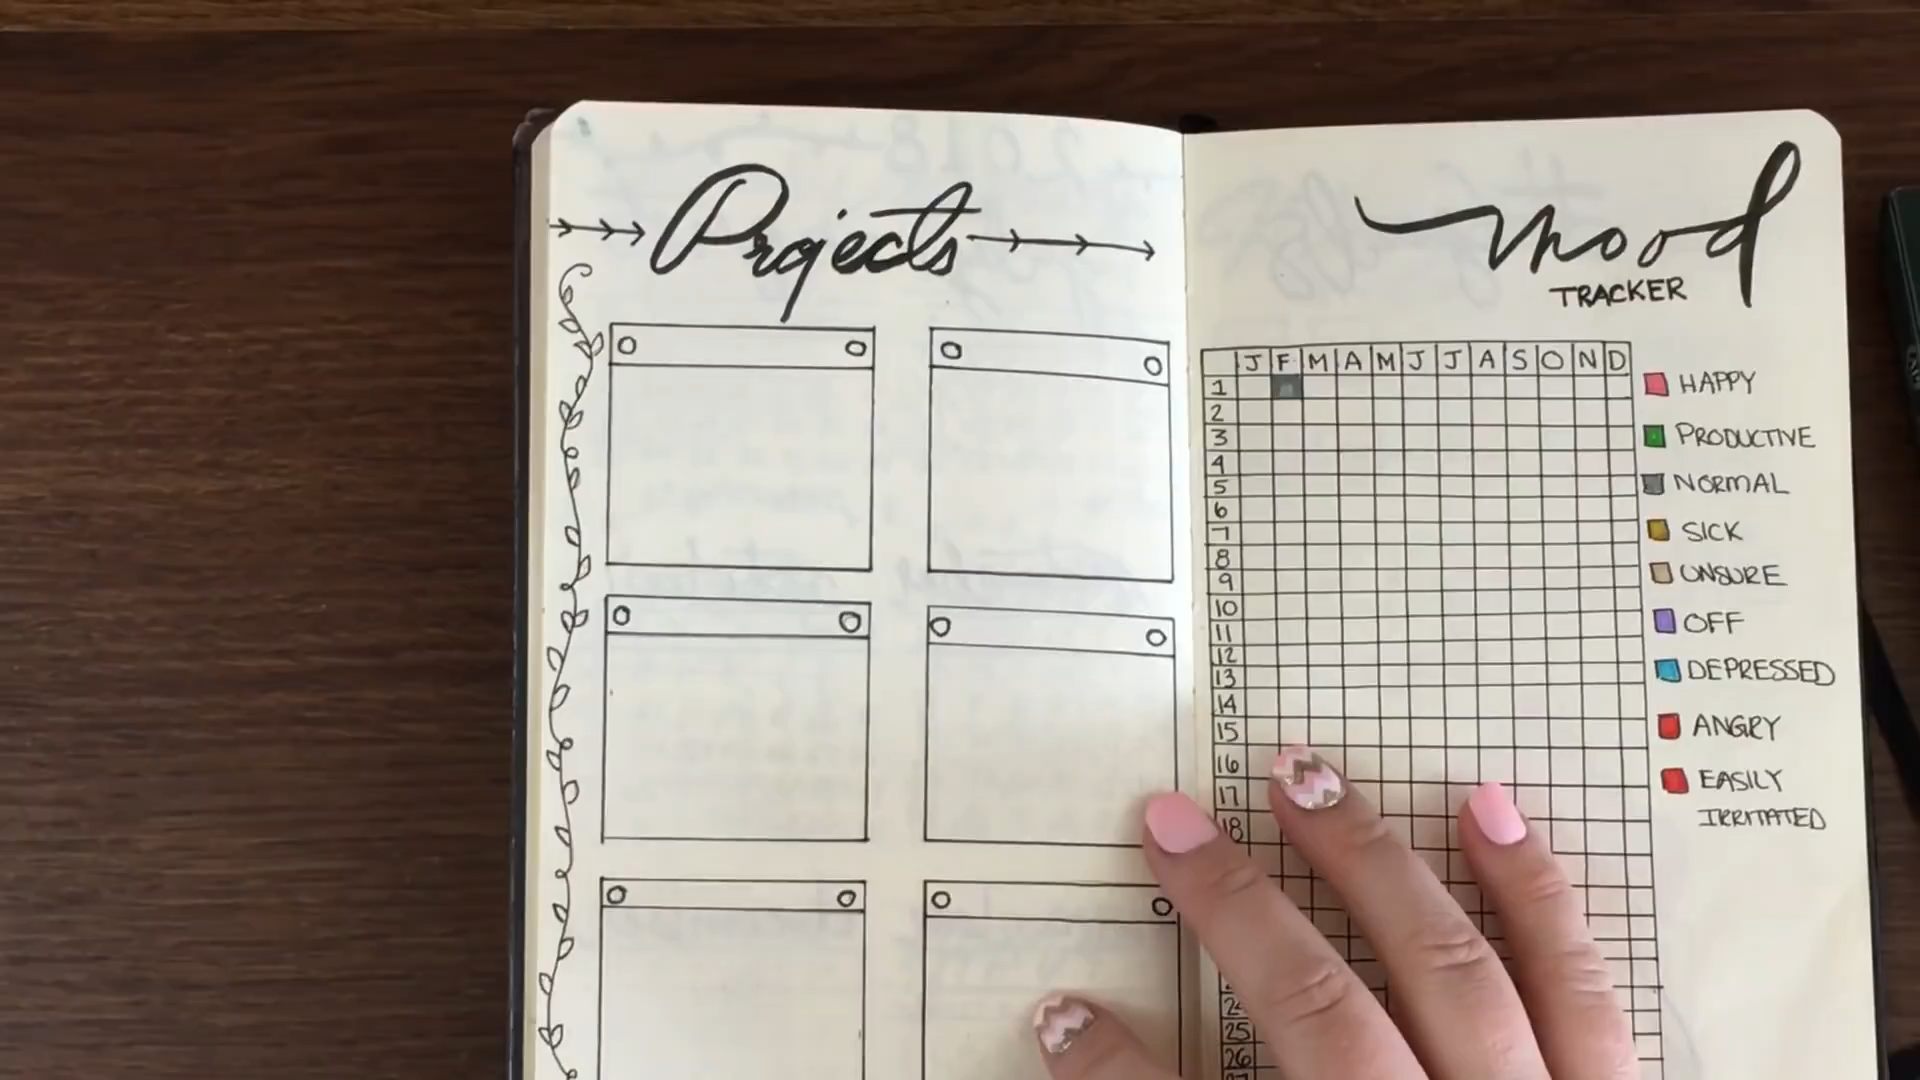 Projects
mood
TRACKER
J F M A M J J A S O N D
1
2
3
4
5
6
7
8
9
10
11
12
13
14
15
16
17
18
24
25
26
HAPPY
PRODUCTIVE
NORMAL
SICK
UNSURE
OFF
DEPRESSED
ANGRY
EASILY
IRRITATED